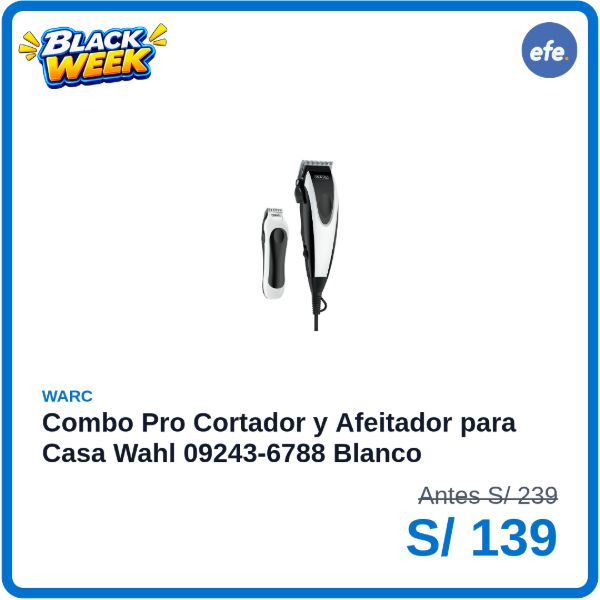 BLACK
WEEK
efe.
WARC
Combo Pro Cortador y Afeitador para
Casa Wahl 09243-6788 Blanco
Antes S/ 239
S/ 139